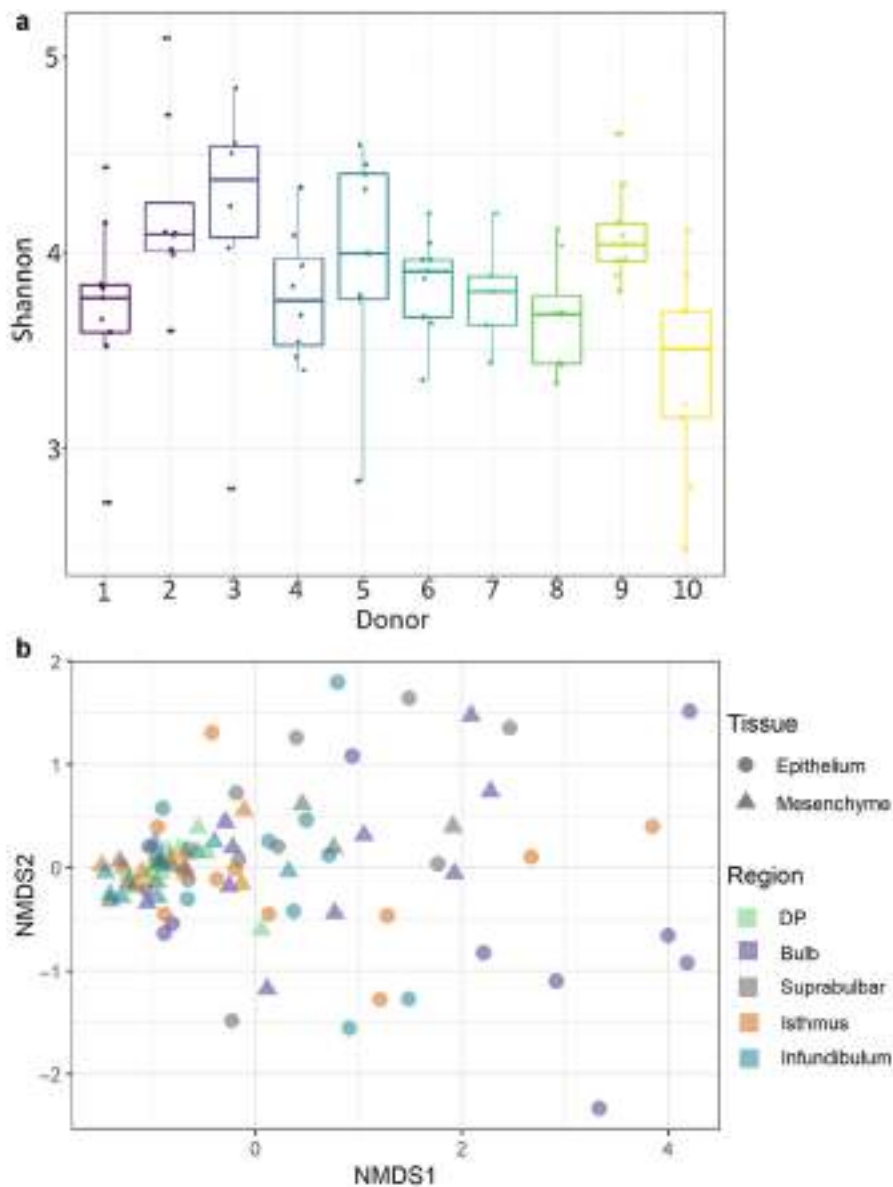 a
5
4
3
Shannon
1 2 3 4 5 6 7 8 9 10
Donor
b
2
1
0
−1
−2
NMDS2
0 2 4
NMDS1
Tissue
Epithelium
Mesenchyme
Region
DP
Bulb
Suprabulbar
Isthmus
Infundibulum